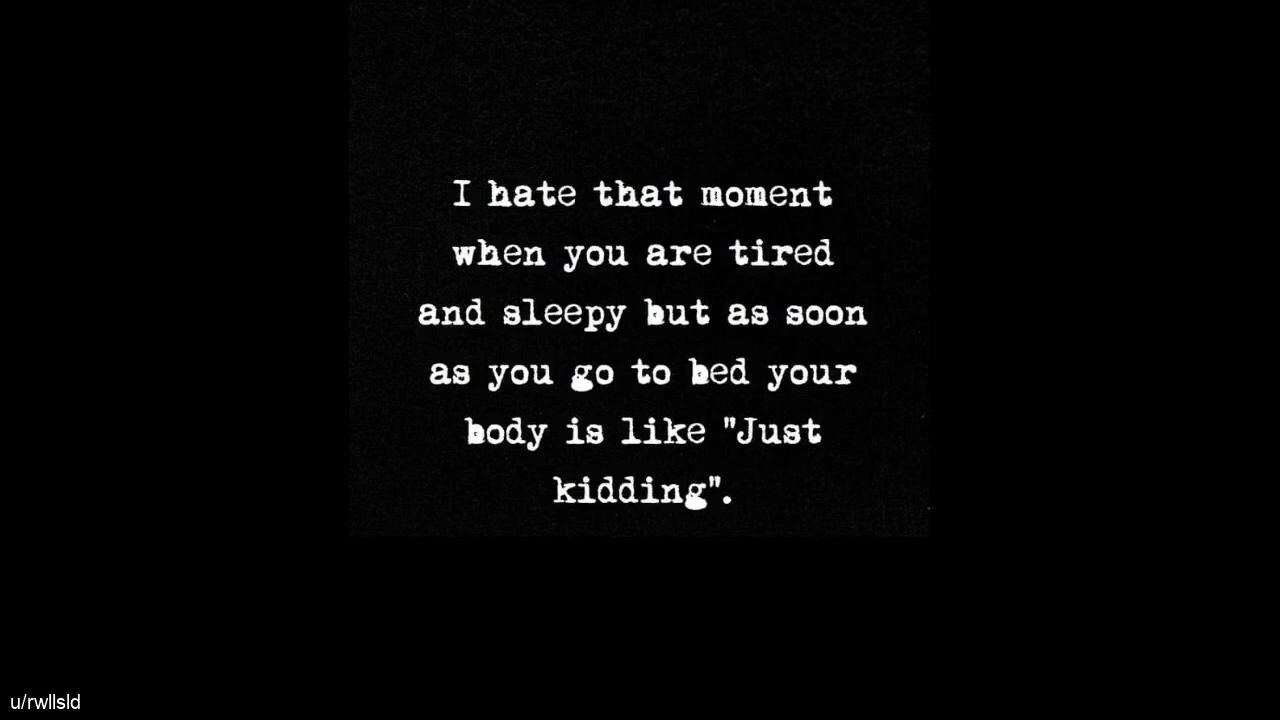 I hate that moment
when you are tired
and sleepy but as soon
as you go to bed your
body is like "Just
kidding".
u/rwllsld